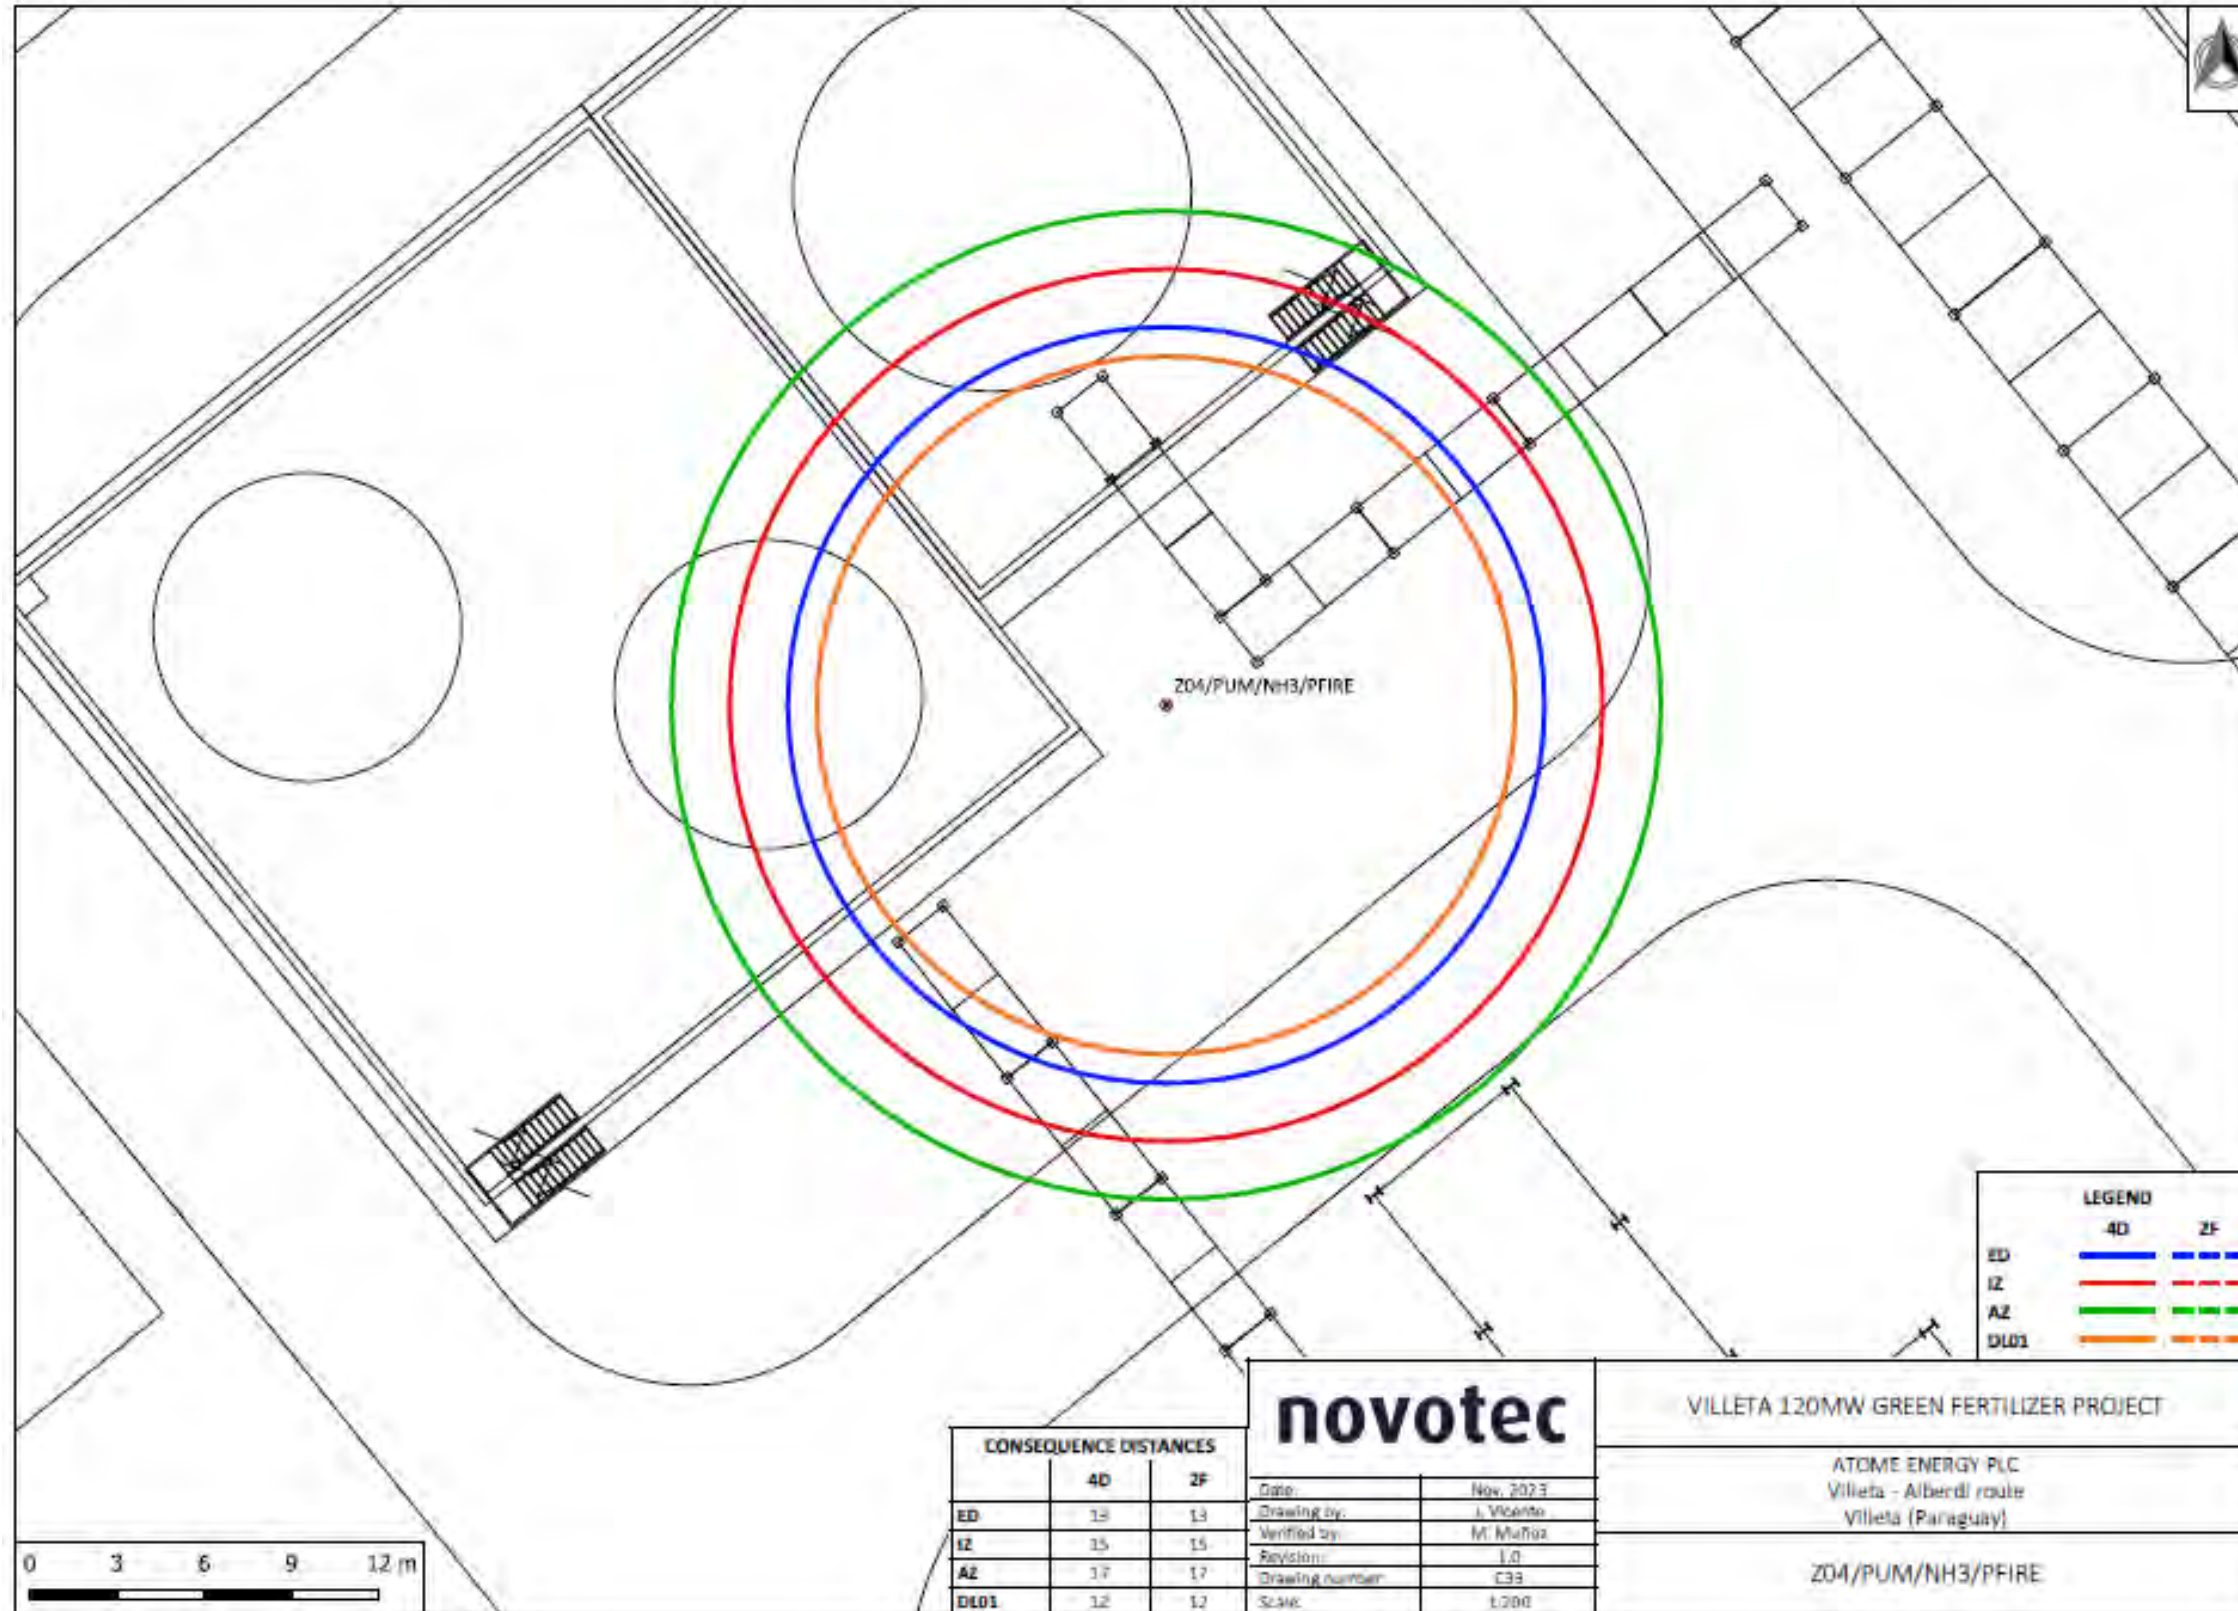 Z04/PUM/NH3/PFIRE
LEGEND
4D 2F
ED
IZ
AZ
DL01
novotec
VILLETA 120MW GREEN FERTILIZER PROJECT
ATOME ENERGY PLC
Villeta - Alberdi route
Villeta (Paraguay)
Z04/PUM/NH3/PFIRE
CONSEQUENCE DISTANCES
4D 2F
ED 13 13
IZ 15 15
AZ 17 17
DL01 12 12
Date: Nov. 2023
Drawing by: J. Vicente
Verified by: M. Muñoz
Revision: 1.0
Drawing number: C33
Scale: 1:200
0 3 6 9 12 m